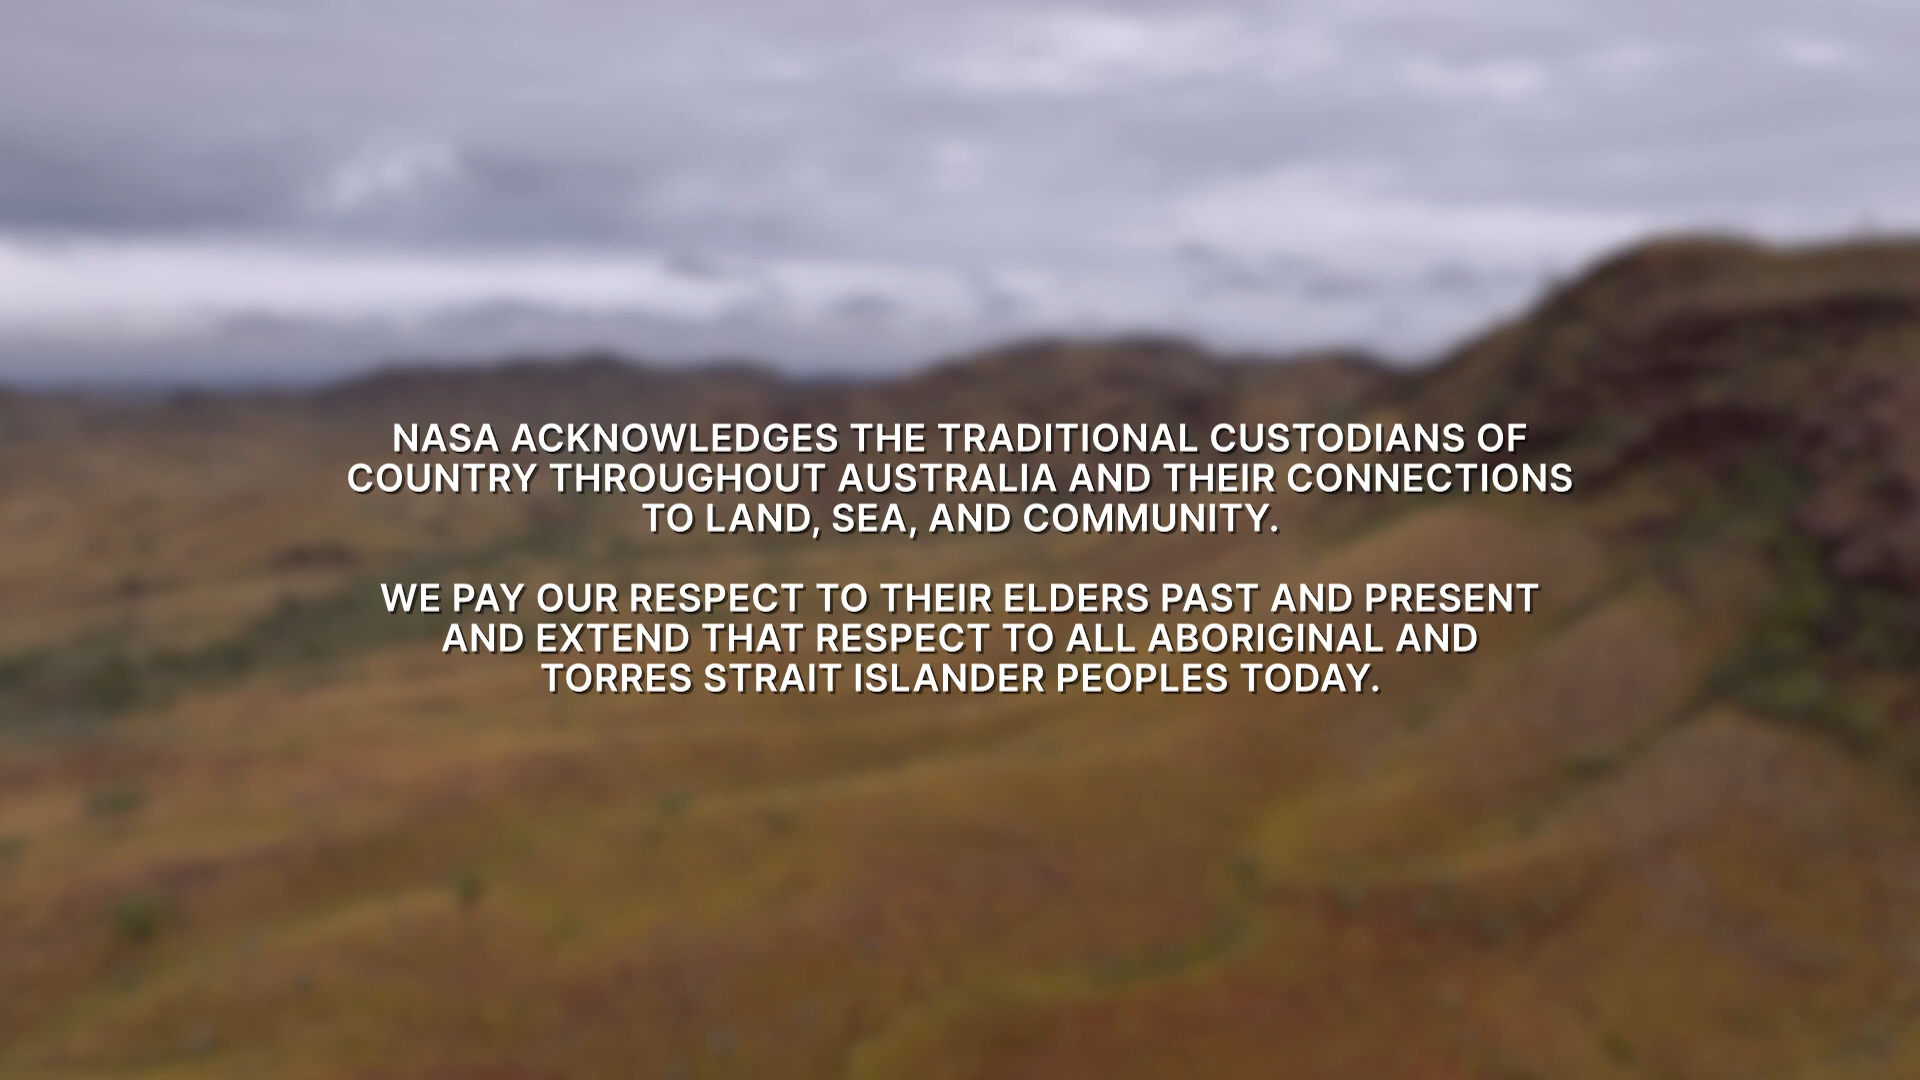 NASA ACKNOWLEDGES THE TRADITIONAL CUSTODIANS OF
COUNTRY THROUGHOUT AUSTRALIA AND THEIR CONNECTIONS
TO LAND, SEA, AND COMMUNITY.
WE PAY OUR RESPECT TO THEIR ELDERS PAST AND PRESENT
AND EXTEND THAT RESPECT TO ALL ABORIGINAL AND
TORRES STRAIT ISLANDER PEOPLES TODAY.